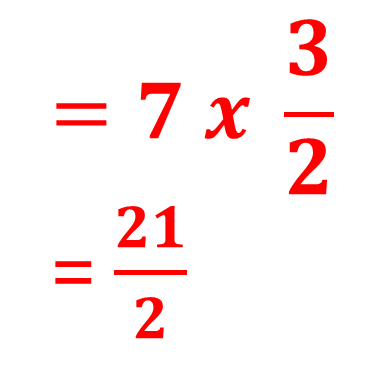 = 7 x 3/2
= 21/2